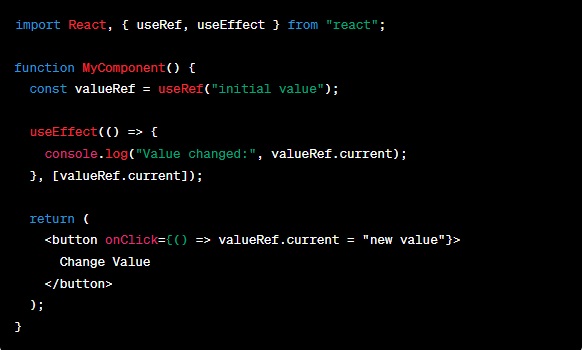 import React, { useRef, useEffect } from "react";
function MyComponent() {
const valueRef = useRef("initial value");
useEffect(() => {
console.log("Value changed:", valueRef.current);
}, [valueRef.current]);
return (
<button onClick={() => valueRef.current = "new value"}>
Change Value
</button>
);
}